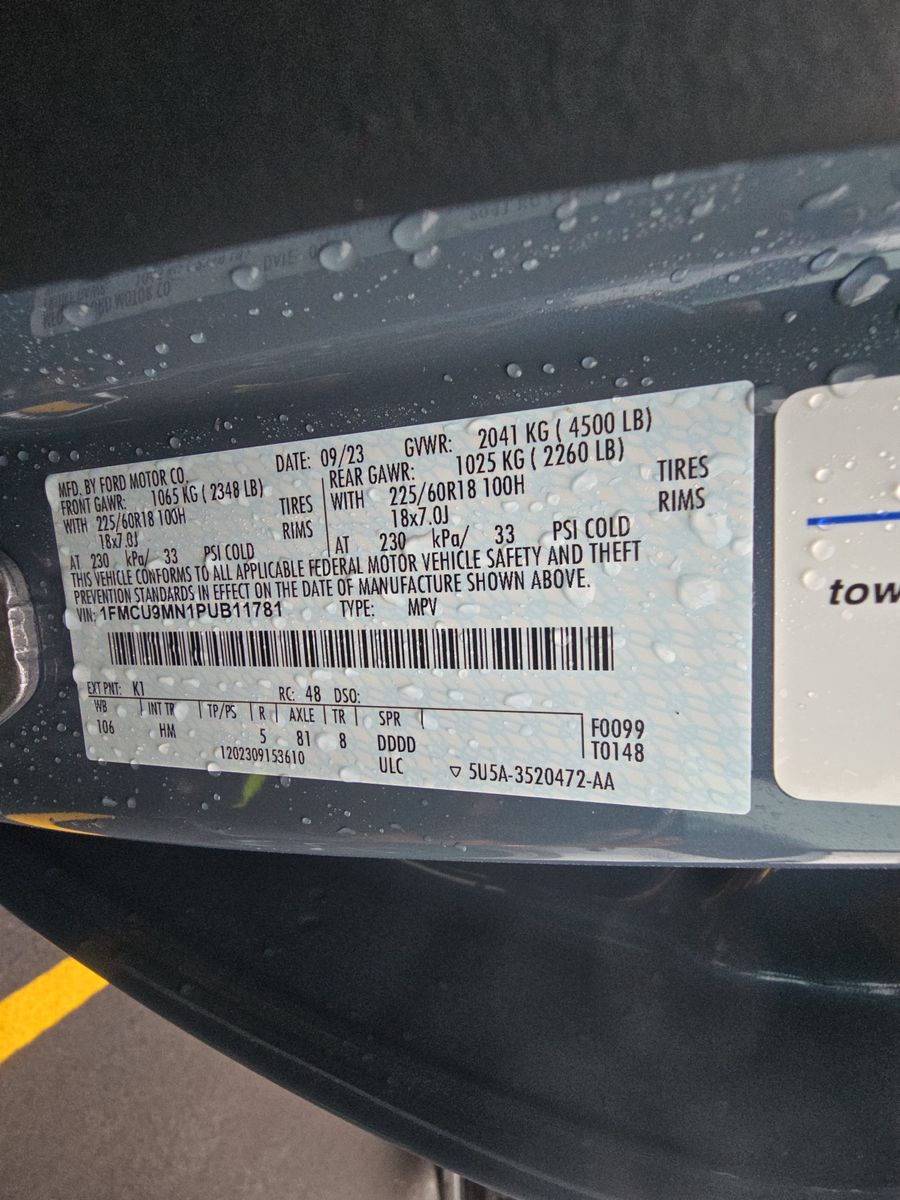 MFD. BY FORD MOTOR CO. DATE: 09/23 GVWR: 2041 KG ( 4500 LB)
FRONT GAWR: 1065 KG ( 2348 LB) REAR GAWR: 1025 KG ( 2260 LB)
WITH 225/60R18 100H TIRES WITH 225/60R18 100H TIRES
18x7.0J RIMS 18x7.0J RIMS
AT 230 kPa/ 33 PSI COLD AT 230 kPa/ 33 PSI COLD
THIS VEHICLE CONFORMS TO ALL APPLICABLE FEDERAL MOTOR VEHICLE SAFETY AND THEFT
PREVENTION STANDARDS IN EFFECT ON THE DATE OF MANUFACTURE SHOWN ABOVE.
VIN: 1FMCU9MN1PUB11781 TYPE: MPV
EXT PNT: K1 RC: 48 DSO:
WB INT TR TP/PS R AXLE TR SPR F0099
106 HM 5 81 8 DDDD T0148
1202309153610 ULC 5U5A-3520472-AA
tow